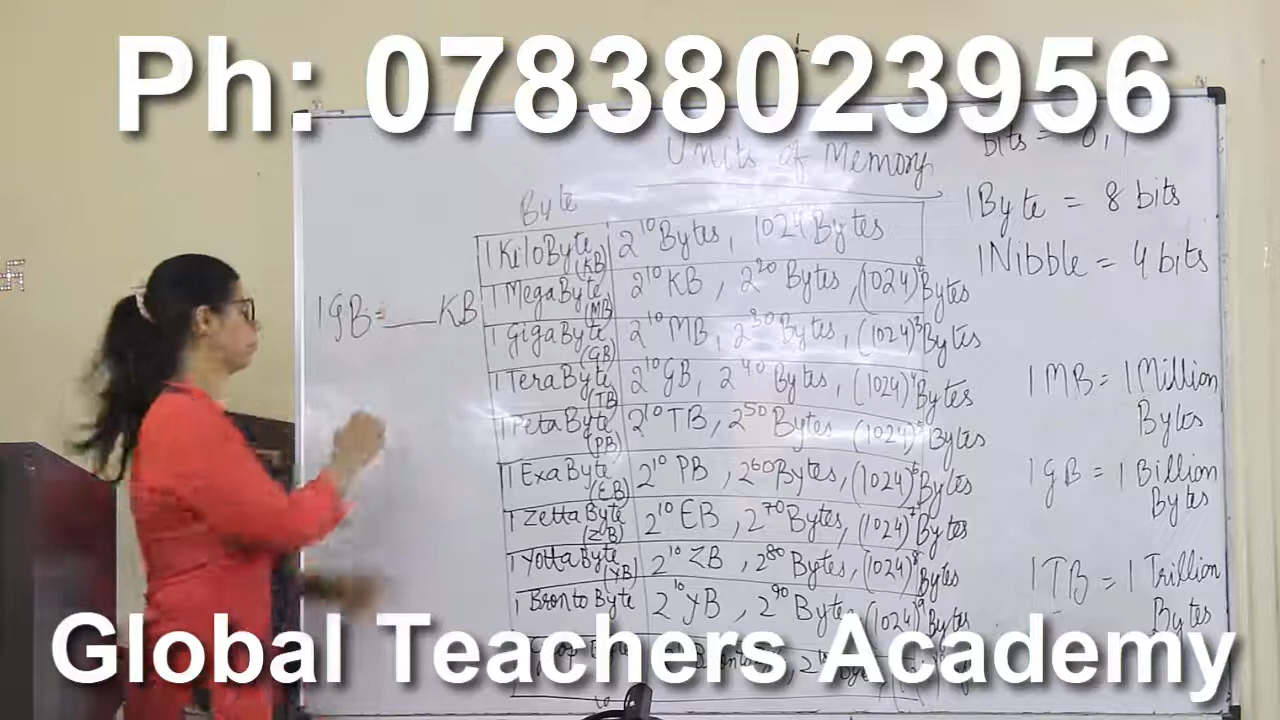 Ph: 07838023956
Units of Memory
bits = 0, 1
Byte
1 Byte = 8 bits
1 Nibble = 4 bits
1 KiloByte (KB) 2^10 Bytes, 1024 Bytes
1 MegaByte (MB) 2^10 KB, 2^20 Bytes, (1024)^2 Bytes
1 GB = ___ KB
1 GigaByte (GB) 2^10 MB, 2^30 Bytes, (1024)^3 Bytes
1 TeraByte (TB) 2^10 GB, 2^40 Bytes, (1024)^4 Bytes
1 PetaByte (PB) 2^10 TB, 2^50 Bytes (1024)^5 Bytes
1 ExaByte (EB) 2^10 PB, 2^60 Bytes, (1024)^6 Bytes
1 ZettaByte (ZB) 2^10 EB, 2^70 Bytes, (1024)^7 Bytes
1 YottaByte (YB) 2^10 ZB, 2^80 Bytes, (1024)^8 Bytes
1 BrontoByte 2^10 YB, 2^90 Bytes, (1024)^9 Bytes
1 MB = 1 Million
Bytes
1 GB = 1 Billion
Bytes
1 TB = 1 Trillion
Bytes
Global Teachers Academy